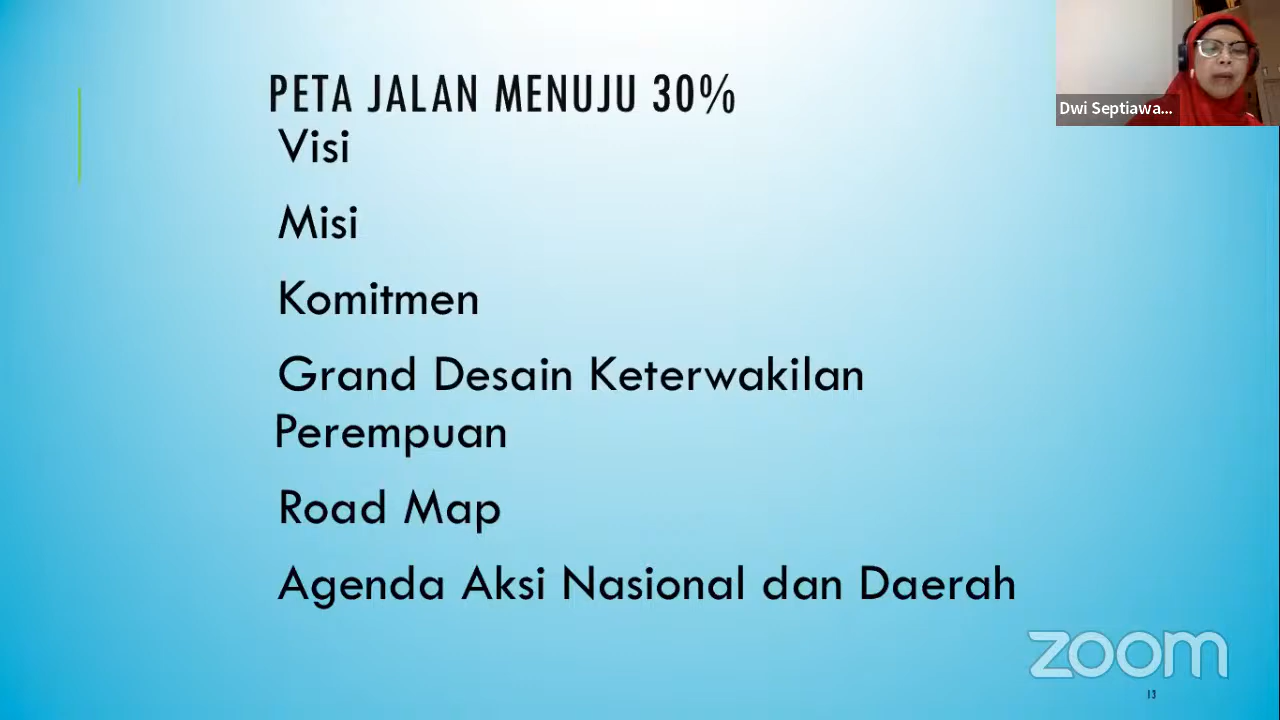 PETA JALAN MENUJU 30%
Visi
Misi
Komitmen
Grand Desain Keterwakilan
Perempuan
Road Map
Agenda Aksi Nasional dan Daerah
Dwi Septiawa...
zoom
13